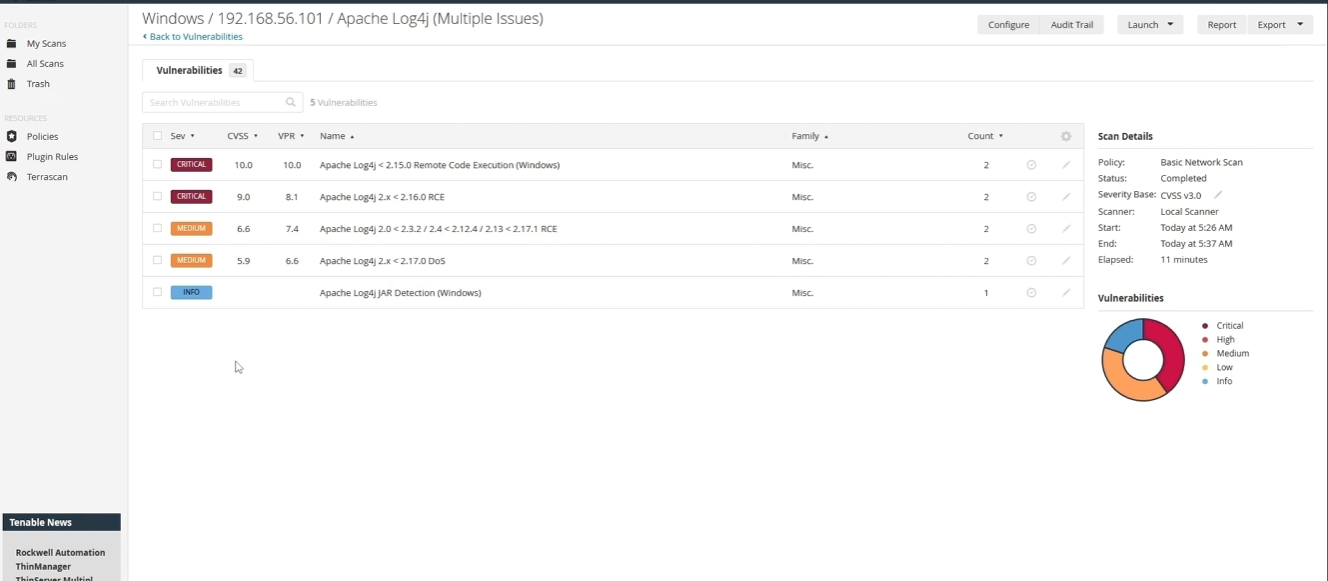 Windows / 192.168.56.101 / Apache Log4j (Multiple Issues)
Back to Vulnerabilities
Configure Audit Trail Launch Report Export
FOLDERS
My Scans
All Scans
Trash
RESOURCES
Policies
Plugin Rules
Terrascan
Vulnerabilities 42
Search Vulnerabilities 5 Vulnerabilities
Sev CVSS VPR Name Family Count
CRITICAL 10.0 10.0 Apache Log4j < 2.15.0 Remote Code Execution (Windows) Misc. 2
CRITICAL 9.0 8.1 Apache Log4j 2.x < 2.16.0 RCE Misc. 2
MEDIUM 6.6 7.4 Apache Log4j 2.0 < 2.3.2 / 2.4 < 2.12.4 / 2.13 < 2.17.1 RCE Misc. 2
MEDIUM 5.9 6.6 Apache Log4j 2.x < 2.17.0 DoS Misc. 2
INFO Apache Log4j JAR Detection (Windows) Misc. 1
Scan Details
Policy: Basic Network Scan
Status: Completed
Severity Base: CVSS v3.0
Scanner: Local Scanner
Start: Today at 5:26 AM
End: Today at 5:37 AM
Elapsed: 11 minutes
Vulnerabilities
Critical
High
Medium
Low
Info
Tenable News
Rockwell Automation
ThinManager
ThinServer Multipl